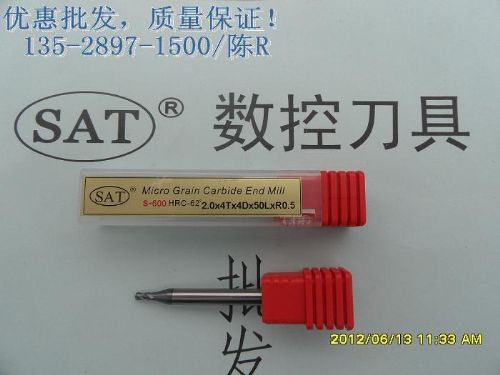 优惠批发，质量保证！
135-2897-1500/陈R
SAT® 数控刀具
SAT® Micro Grain Carbide End Mill
S-600 HRC-62° 2.0x4Tx4Dx50LxR0.5
批
发
2012/06/13 11:33 AM